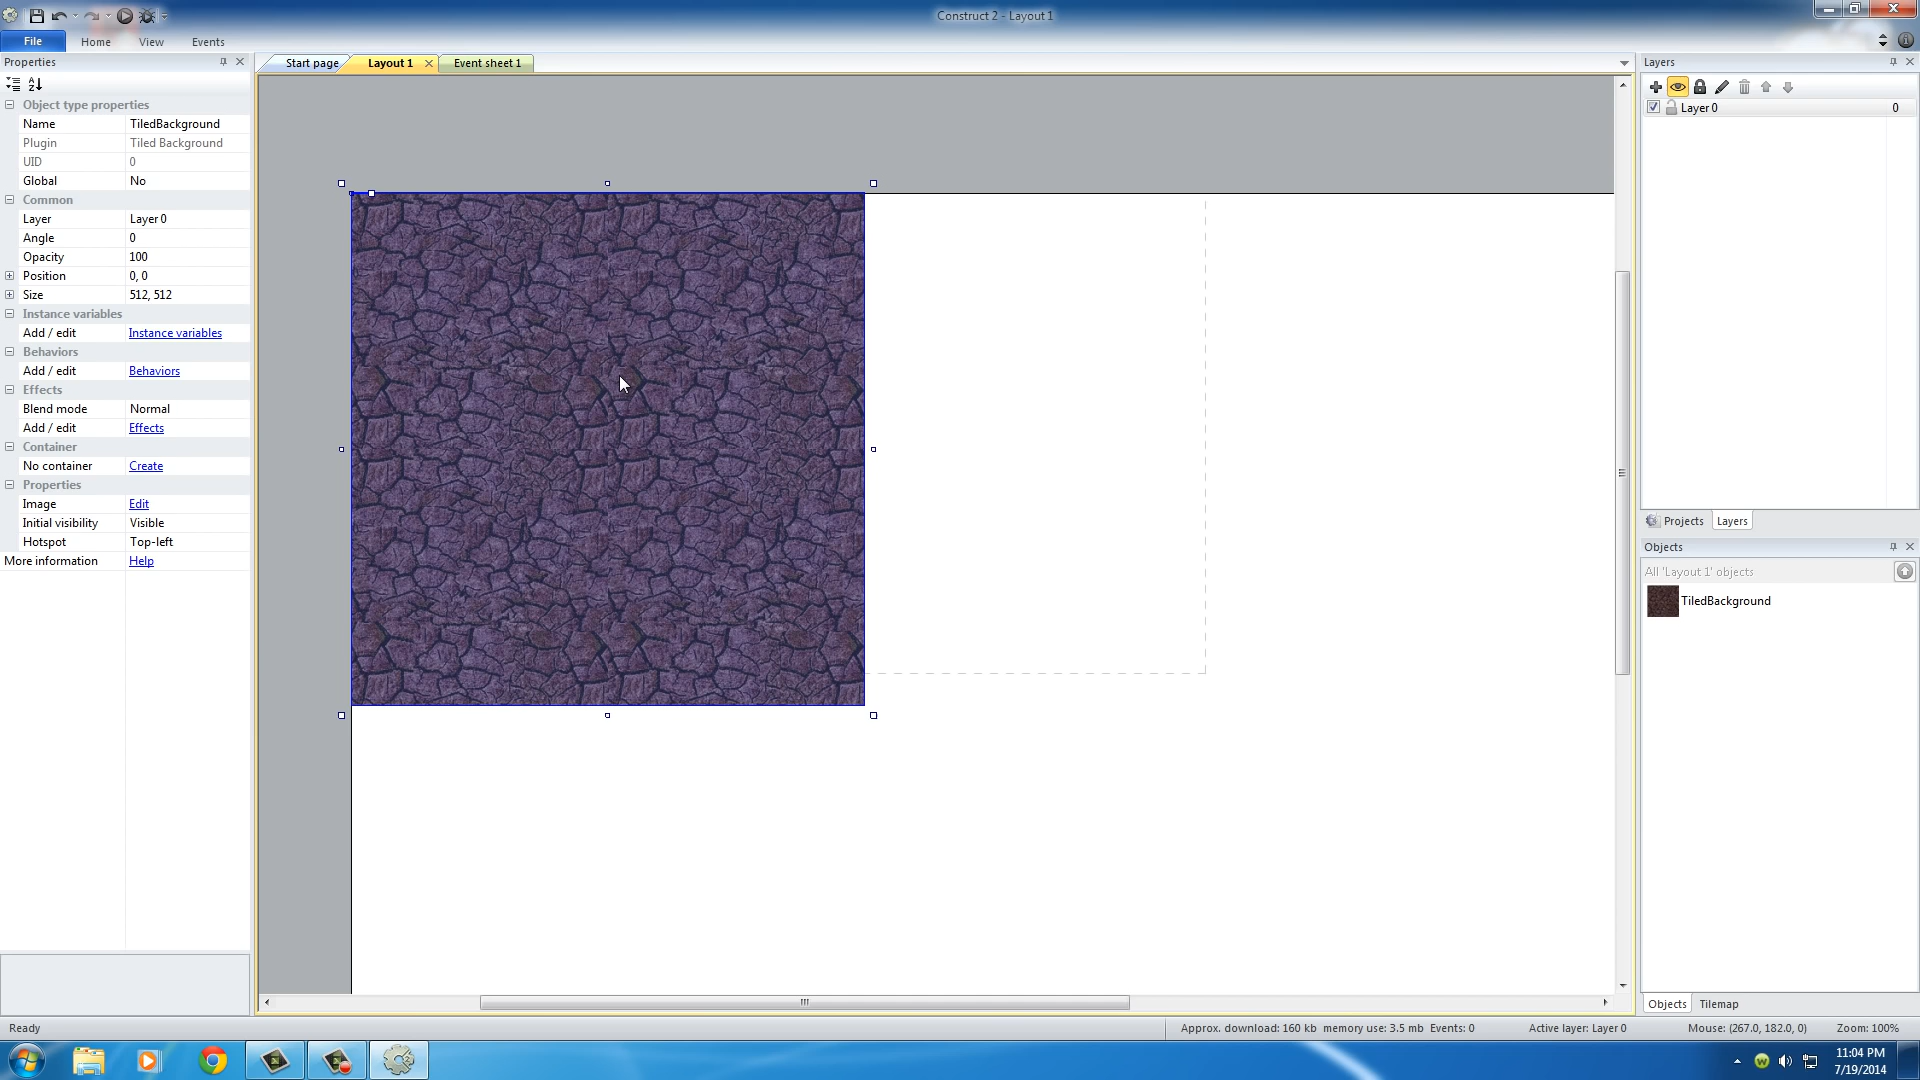 Construct 2 - Layout 1
File Home View Events
Properties
Object type properties
Name TiledBackground
Plugin Tiled Background
UID 0
Global No
Common
Layer Layer 0
Angle 0
Opacity 100
Position 0, 0
Size 512, 512
Instance variables
Add / edit Instance variables
Behaviors
Add / edit Behaviors
Effects
Blend mode Normal
Add / edit Effects
Container
No container Create
Properties
Image Edit
Initial visibility Visible
Hotspot Top-left
More information Help
Start page Layout 1 Event sheet 1
Layers
Layer 0 0
Projects Layers
Objects
All 'Layout 1' objects
TiledBackground
Objects Tilemap
Ready Approx. download: 160 kb memory use: 3.5 mb Events: 0 Active layer: Layer 0 Mouse: (267.0, 182.0, 0) Zoom: 100%
11:04 PM
7/19/2014